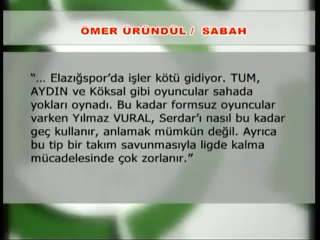 ÖMER ÜRÜNDÜL / SABAH
“... Elazığspor’da işler kötü gidiyor. TUM,
AYDIN ve Köksal gibi oyuncular sahada
yokları oynadı. Bu kadar formsuz oyuncular
varken Yılmaz VURAL, Serdar’ı nasıl bu kadar
geç kullanır, anlamak mümkün değil. Ayrıca
bu tip bir takım savunmasıyla ligde kalma
mücadelesinde çok zorlanır.”